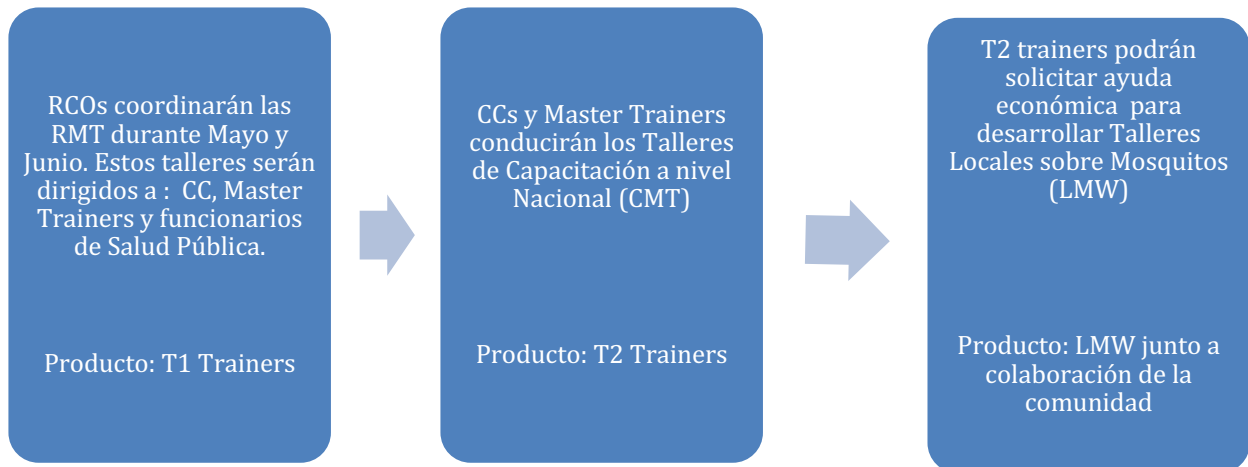 RCOs coordinarán las
RMT durante Mayo y
Junio. Estos talleres serán
dirigidos a : CC, Master
Trainers y funcionarios
de Salud Pública.
Producto: T1 Trainers
CCs y Master Trainers
conducirán los Talleres
de Capacitación a nivel
Nacional (CMT)
Producto: T2 Trainers
T2 trainers podrán
solicitar ayuda
económica para
desarrollar Talleres
Locales sobre Mosquitos
(LMW)
Producto: LMW junto a
colaboración de la
comunidad